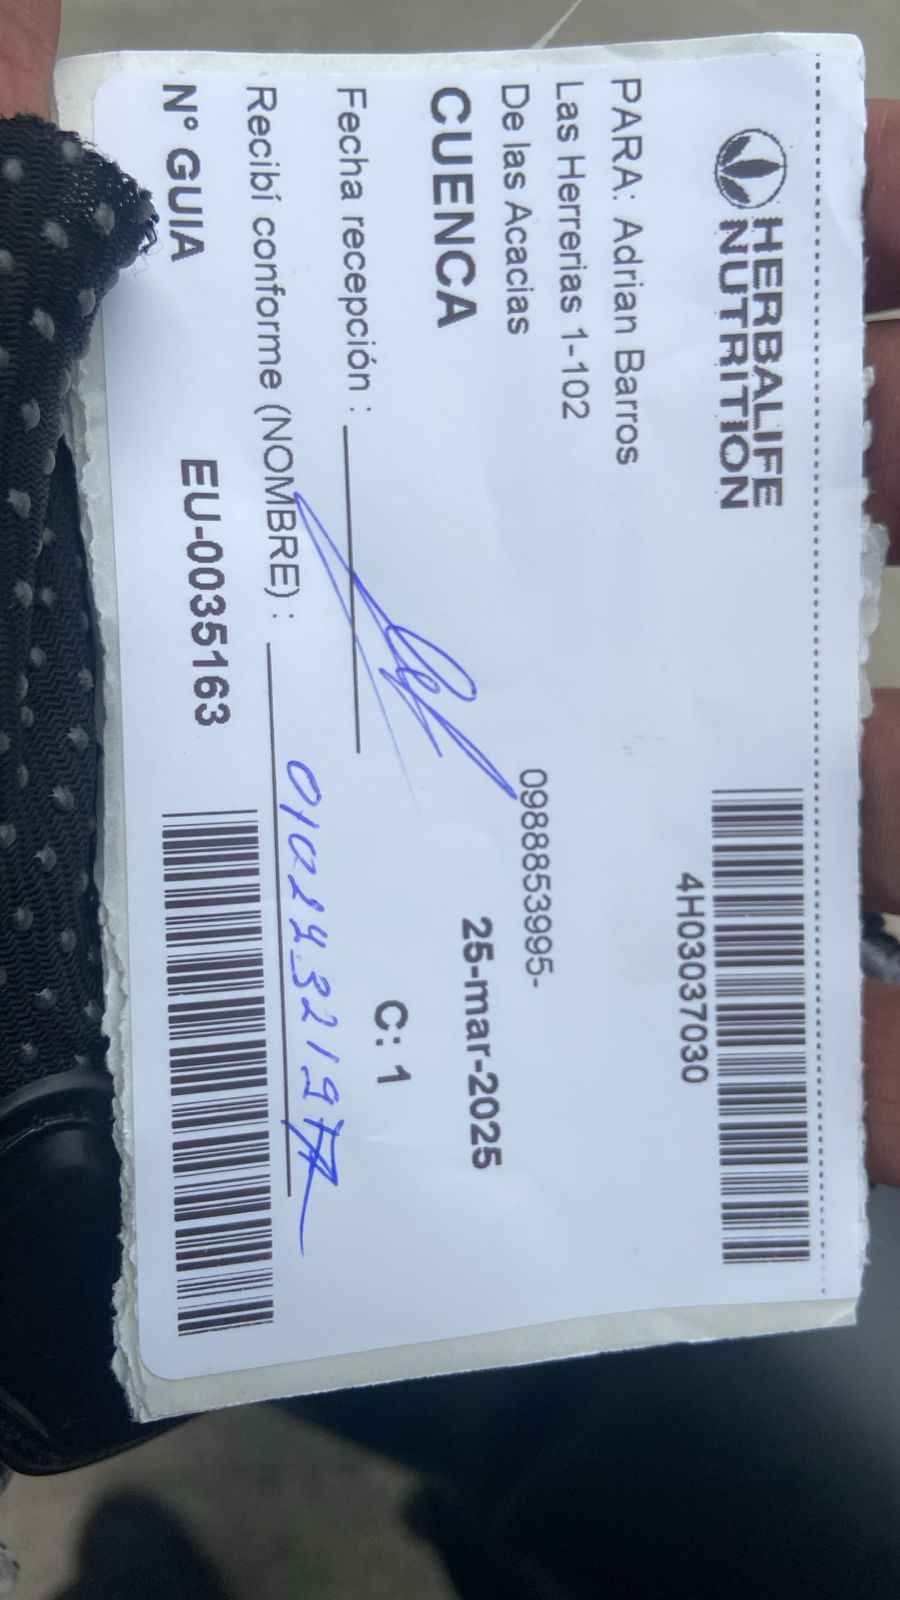 HERBALIFE
NUTRITION
4H03037030
PARA: Adrian Barros
Las Herrerias 1-102
De las Acacias
0988853995-
CUENCA
25-mar-2025
Fecha recepción :
C: 1
Recibí conforme (NOMBRE) :
N° GUIA
EU-0035163